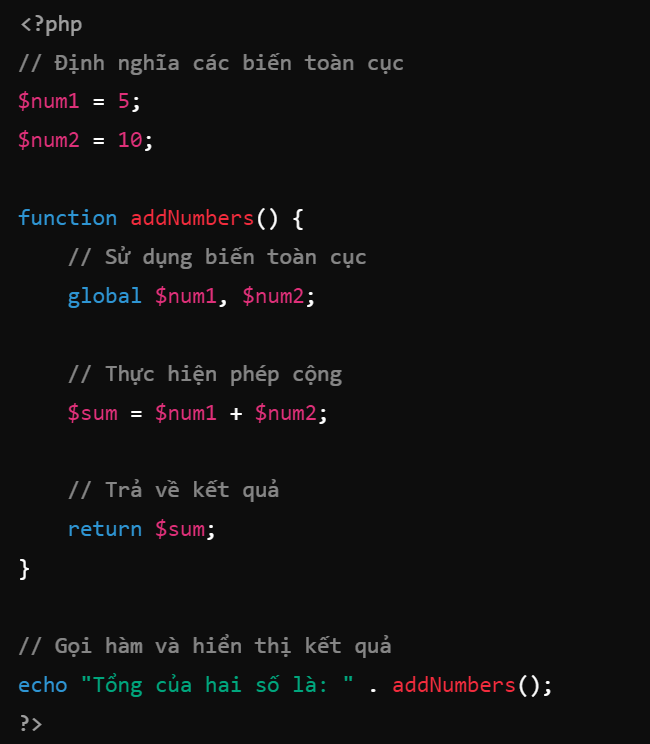 <?php
// Định nghĩa các biến toàn cục
$num1 = 5;
$num2 = 10;
function addNumbers() {
// Sử dụng biến toàn cục
global $num1, $num2;
// Thực hiện phép cộng
$sum = $num1 + $num2;
// Trả về kết quả
return $sum;
}
// Gọi hàm và hiển thị kết quả
echo "Tổng của hai số là: " . addNumbers();
?>